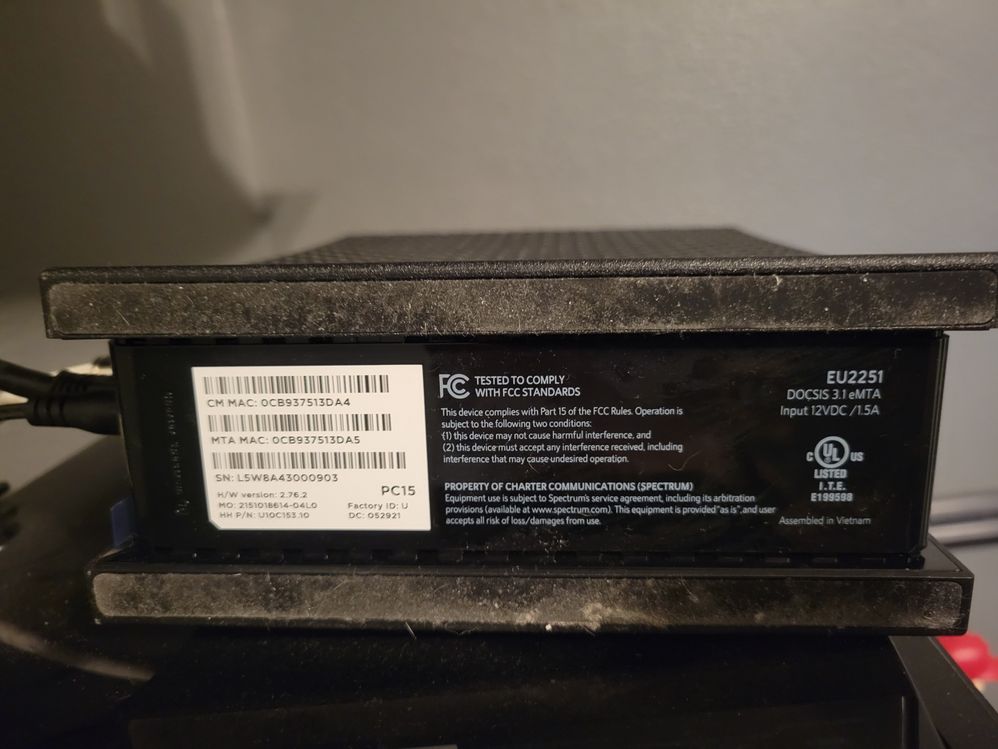 CM MAC: 0CB937513DA4
MTA MAC: 0CB937513DA5
SN: L5W8A43000903
PC15
H/W version: 2.76.2
MO: 2151D18614-04L0
Factory ID: U
HH P/N: U10C153.10
DC: 052921
FC TESTED TO COMPLY
WITH FCC STANDARDS
This device complies with Part 15 of the FCC Rules. Operation is
subject to the following two conditions:
(1) this device may not cause harmful interference, and
(2) this device must accept any interference received, including
interference that may cause undesired operation.
PROPERTY OF CHARTER COMMUNICATIONS (SPECTRUM)
Equipment use is subject to Spectrum's service agreement, including its arbitration
provisions (available at www.spectrum.com). This equipment is provided "as is", and user
accepts all risk of loss/damages from use.
EU2251
DOCSIS 3.1 eMTA
Input 12VDC /1.5A
C UL US
LISTED
I.T.E.
E199598
Assembled in Vietnam